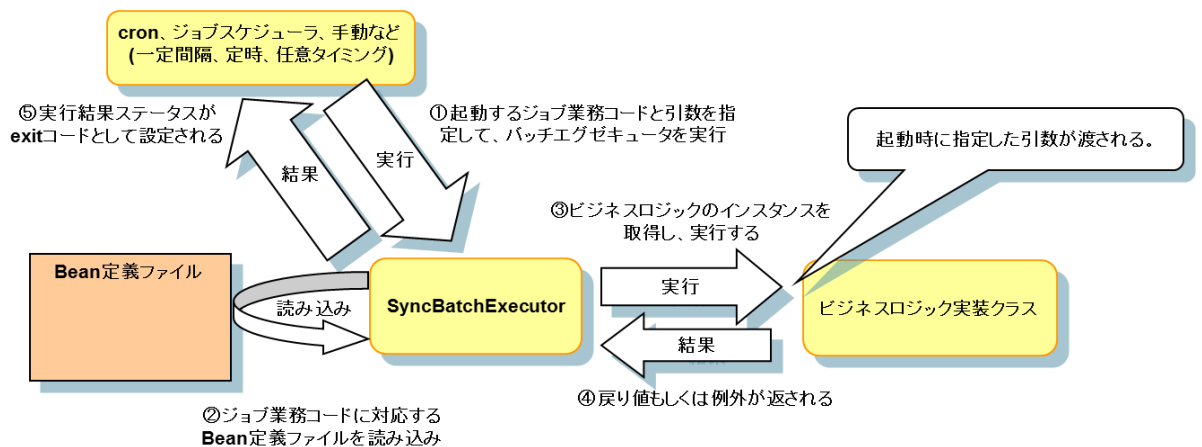 cron、ジョブスケジューラ、手動など
(一定間隔、定時、任意タイミング)
⑤実行結果ステータスが
exitコードとして設定される
①起動するジョブ業務コードと引数を指
定して、バッチエグゼキュータを実行
起動時に指定した引数が渡される。
実行
結果
③ビジネスロジックのインスタンスを
取得し、実行する
Bean定義ファイル
読み込み
SyncBatchExecutor
実行
結果
ビジネスロジック実装クラス
④戻り値もしくは例外が返される
②ジョブ業務コードに対応する
Bean定義ファイルを読み込み